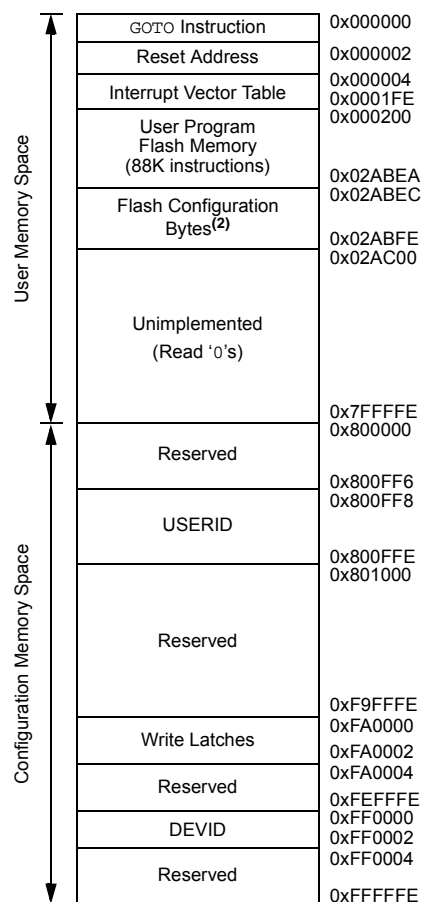 GOTO Instruction
0x000000
Reset Address
0x000002
Interrupt Vector Table
0x000004
0x0001FE
User Program
Flash Memory
(88K instructions)
0x000200
0x02ABEA
Flash Configuration
Bytes(2)
0x02ABEC
0x02ABFE
Unimplemented
(Read ‘0’s)
0x02AC00
0x7FFFFE
User Memory Space
Reserved
0x800000
0x800FF6
USERID
0x800FF8
0x800FFE
Reserved
0x801000
0xF9FFFE
Write Latches
0xFA0000
0xFA0002
Reserved
0xFA0004
0xFEFFFE
DEVID
0xFF0000
0xFF0002
Reserved
0xFF0004
0xFFFFFE
Configuration Memory Space